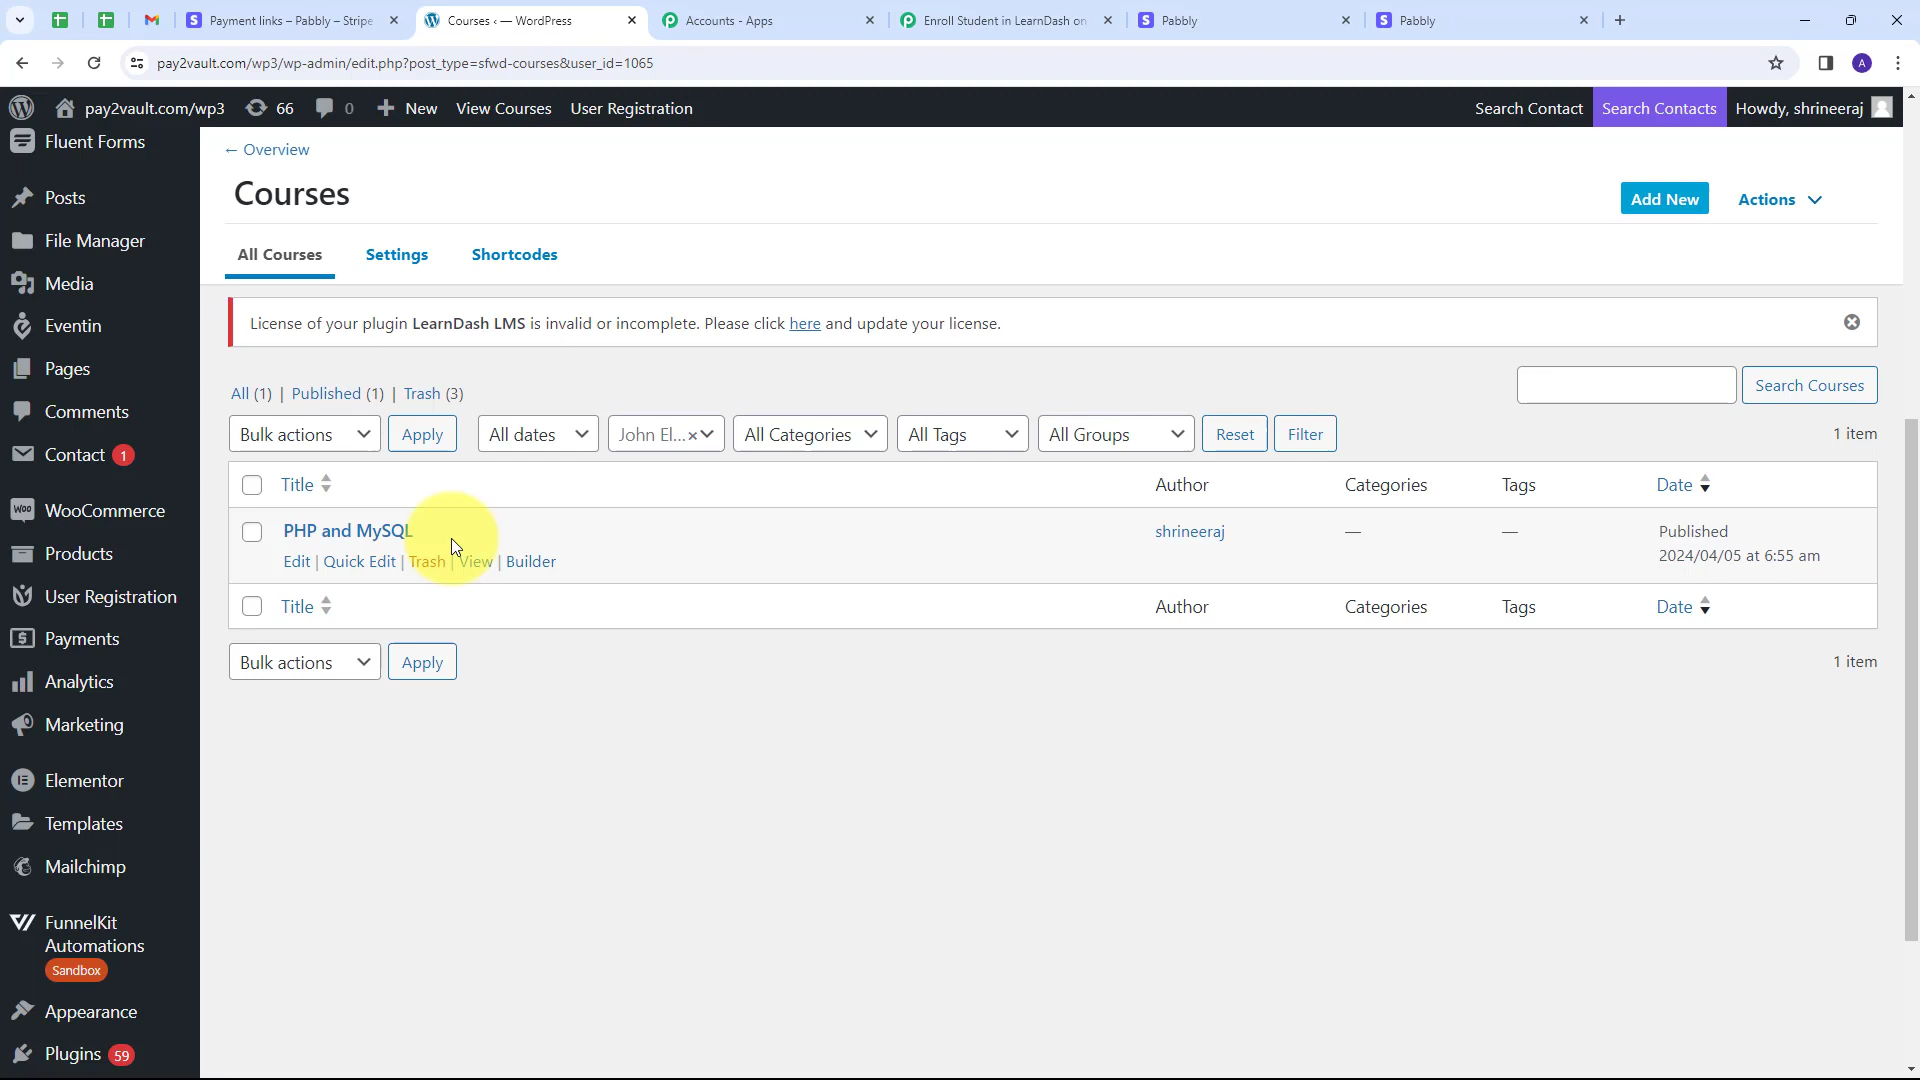 Payment links – Pabbly – Stripe
Courses ‹ — WordPress
Accounts - Apps
Enroll Student in LearnDash on
Pabbly
Pabbly
pay2vault.com/wp3/wp-admin/edit.php?post_type=sfwd-courses&user_id=1065
A
pay2vault.com/wp3
66
0
New
View Courses
User Registration
Search Contact
Search Contacts
Howdy, shrineeraj
Fluent Forms
Posts
File Manager
Media
Eventin
Pages
Comments
Contact 1
WooCommerce
Products
User Registration
Payments
Analytics
Marketing
Elementor
Templates
Mailchimp
FunnelKit
Automations
Sandbox
Appearance
Plugins 59
← Overview
Courses
Add New
Actions
All Courses
Settings
Shortcodes
License of your plugin LearnDash LMS is invalid or incomplete. Please click here and update your license.
All (1) | Published (1) | Trash (3)
Search Courses
Bulk actions
Apply
All dates
John El...×
All Categories
All Tags
All Groups
Reset
Filter
1 item
Title
Author
Categories
Tags
Date
PHP and MySQL
shrineeraj
—
—
Published
2024/04/05 at 6:55 am
Edit | Quick Edit | Trash | View | Builder
Title
Author
Categories
Tags
Date
Bulk actions
Apply
1 item